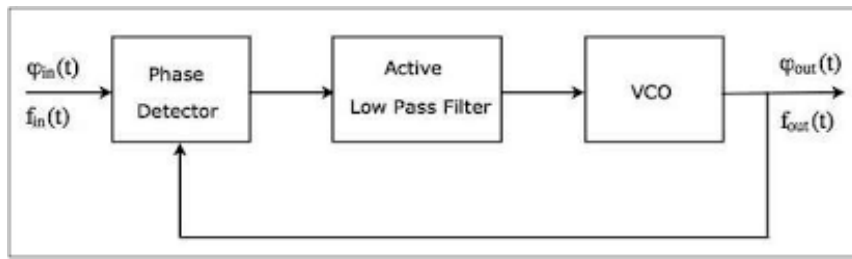 φin(t)
fin(t)
Phase
Detector
Active
Low Pass Filter
VCO
φout(t)
fout(t)